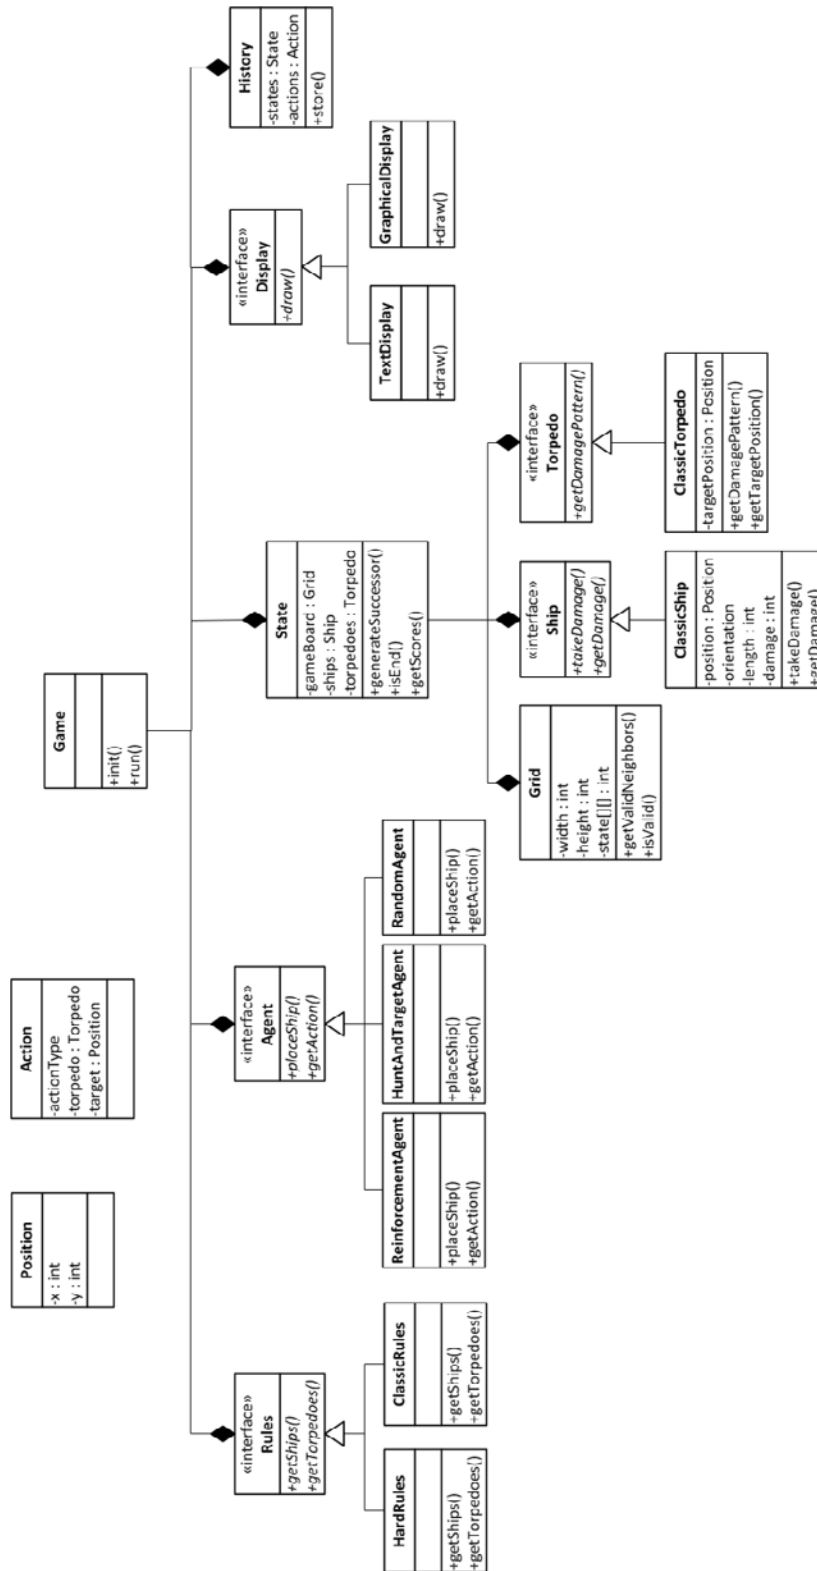 Position
-x : int
-y : int
Action
-actionType
-torpedo : Torpedo
-target : Position
Game
+init()
+run()
«interface»
Rules
+getShips()
+getTorpedoes()
HardRules
+getShips()
+getTorpedoes()
ClassicRules
+getShips()
+getTorpedoes()
«interface»
Agent
+placeShip()
+getAction()
ReinforcementAgent
+placeShip()
+getAction()
HuntAndTargetAgent
+placeShip()
+getAction()
RandomAgent
+placeShip()
+getAction()
State
-gameBoard : Grid
-ships : Ship
-torpedoes : Torpedo
+generateSuccessor()
+isEnd()
+getScores()
Grid
-width : int
-height : int
-state[][] : int
+getValidNeighbors()
+isValid()
«interface»
Ship
+takeDamage()
+getDamage()
ClassicShip
-position : Position
-orientation
-length : int
-damage : int
+takeDamage()
+getDamage()
«interface»
Torpedo
+getDamagePattern()
ClassicTorpedo
-targetPosition : Position
+getDamagePattern()
+getTargetPosition()
«interface»
Display
+draw()
TextDisplay
+draw()
GraphicalDisplay
+draw()
History
-states : State
-actions : Action
+store()